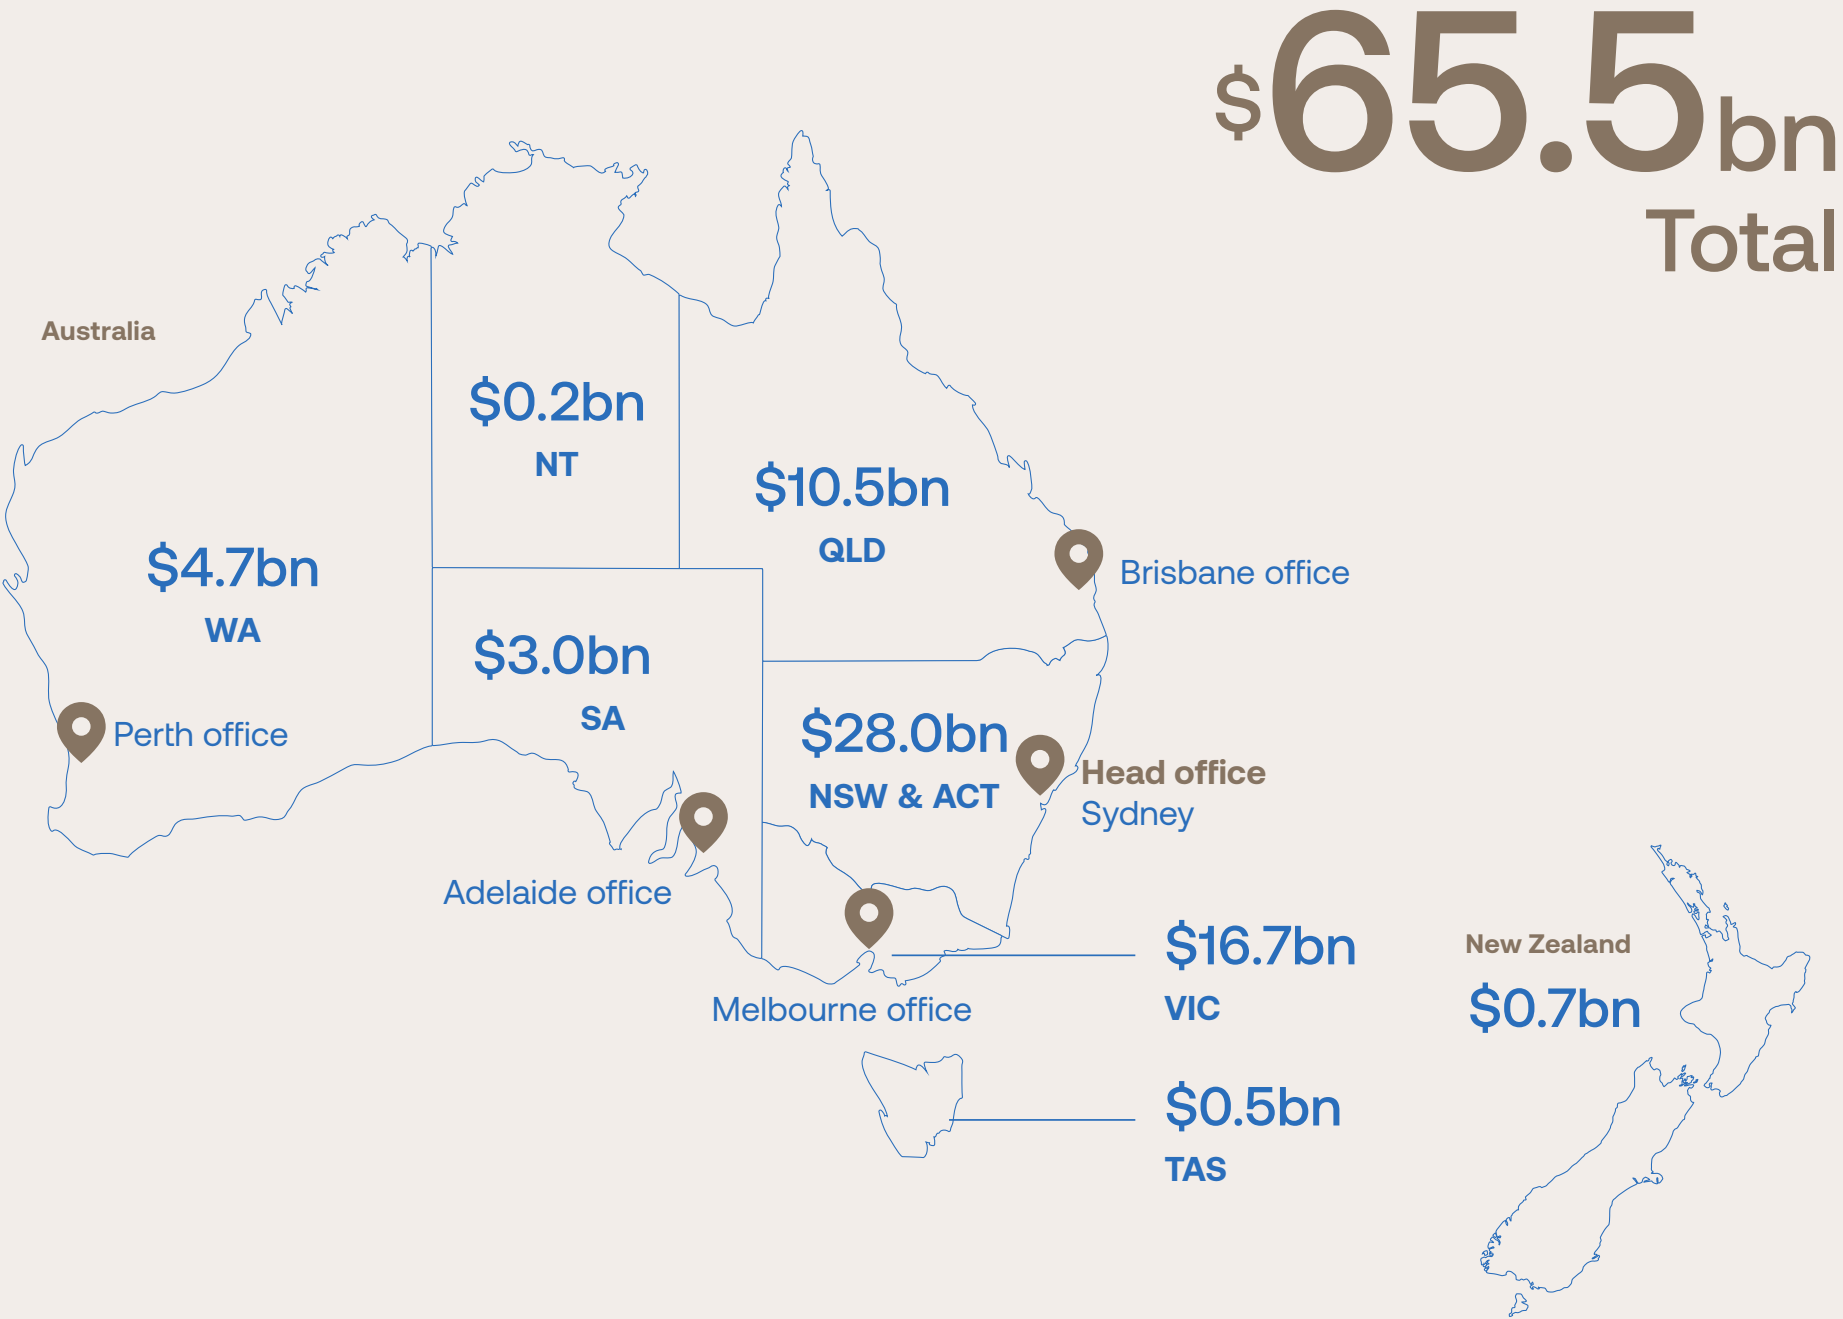 $65.5bn
Total
Australia
$0.2bn
NT
$10.5bn
QLD
$4.7bn
WA
Brisbane office
$3.0bn
SA
$28.0bn
NSW & ACT
Perth office
Head office
Sydney
Adelaide office
$16.7bn
VIC
Melbourne office
New Zealand
$0.7bn
$0.5bn
TAS